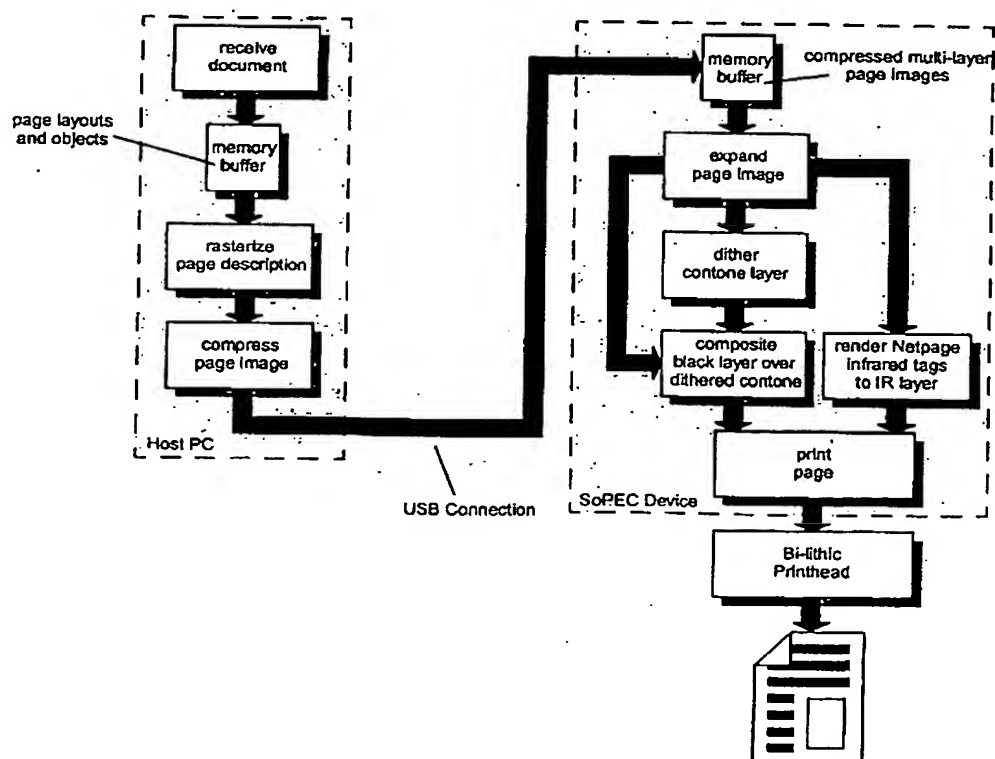 receive
document
page layouts
and objects
memory
buffer
rasterize
page description
compress
page image
Host PC
USB Connection
memory
buffer
compressed multi-layer
page images
expand
page image
dither
contone layer
composite
black layer over
dithered contone
render Netpage
infrared tags
to IR layer
print
page
SoPEC Device
Bi-lithic
Printhead